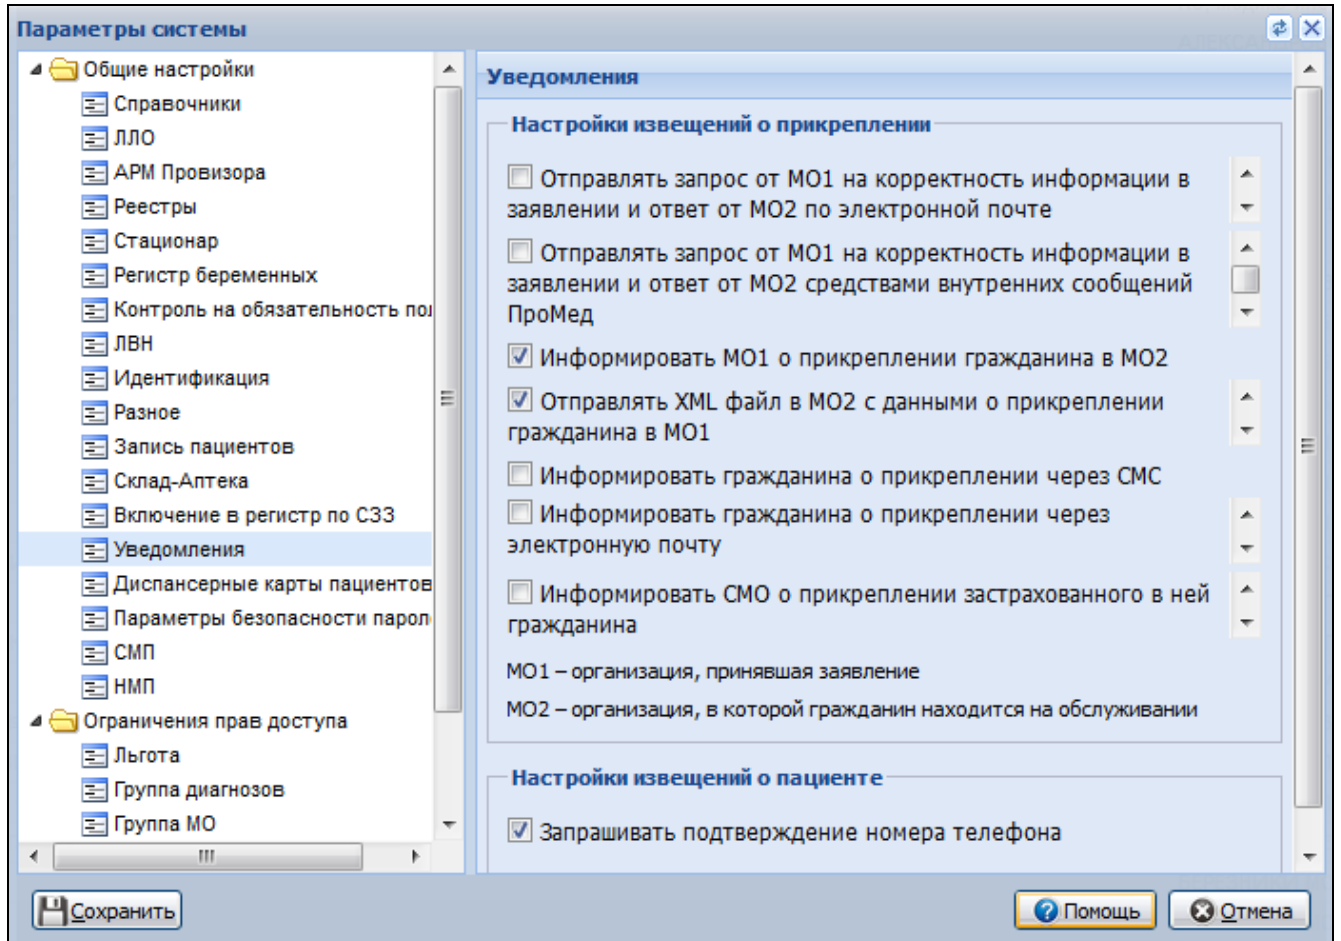 Параметры системы
Общие настройки
Справочники
ЛЛО
АРМ Провизора
Реестры
Стационар
Регистр беременных
Контроль на обязательность пол
ЛВН
Идентификация
Разное
Запись пациентов
Склад-Аптека
Включение в регистр по СЗЗ
Уведомления
Диспансерные карты пациентов
Параметры безопасности парол
СМП
НМП
Ограничения прав доступа
Льгота
Группа диагнозов
Группа МО
Уведомления
Настройки извещений о прикреплении
Отправлять запрос от МО1 на корректность информации в
заявлении и ответ от МО2 по электронной почте
Отправлять запрос от МО1 на корректность информации в
заявлении и ответ от МО2 средствами внутренних сообщений
ПроМед
Информировать МО1 о прикреплении гражданина в МО2
Отправлять XML файл в МО2 с данными о прикреплении
гражданина в МО1
Информировать гражданина о прикреплении через СМС
Информировать гражданина о прикреплении через
электронную почту
Информировать СМО о прикреплении застрахованного в ней
гражданина
МО1 – организация, принявшая заявление
МО2 – организация, в которой гражданин находится на обслуживании
Настройки извещений о пациенте
Запрашивать подтверждение номера телефона
Сохранить
Помощь
Отмена